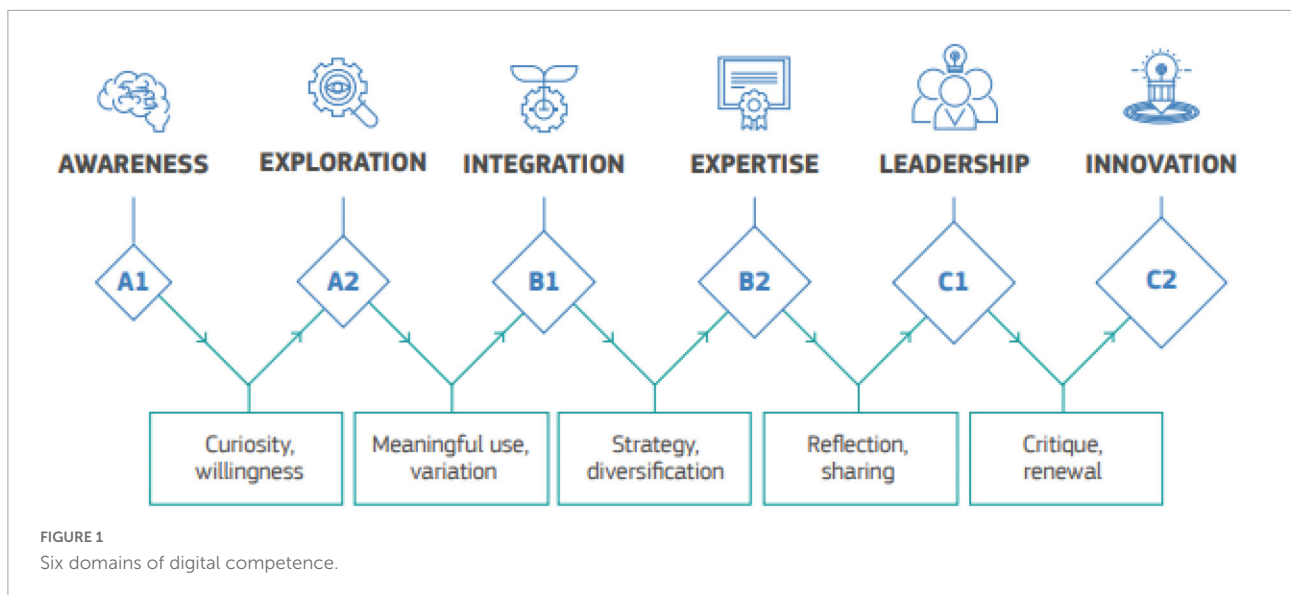 AWARENESS
EXPLORATION
INTEGRATION
EXPERTISE
LEADERSHIP
INNOVATION
A1
A2
B1
B2
C1
C2
Curiosity,
willingness
Meaningful use,
variation
Strategy,
diversification
Reflection,
sharing
Critique,
renewal
FIGURE 1
Six domains of digital competence.